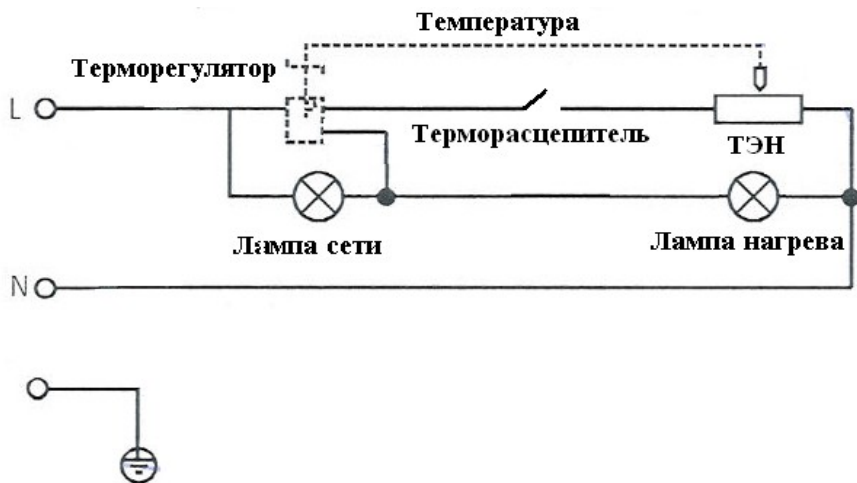 Температура
Терморегулятор
L
Терморасцепитель
ТЭН
Лампа сети
Лампа нагрева
N